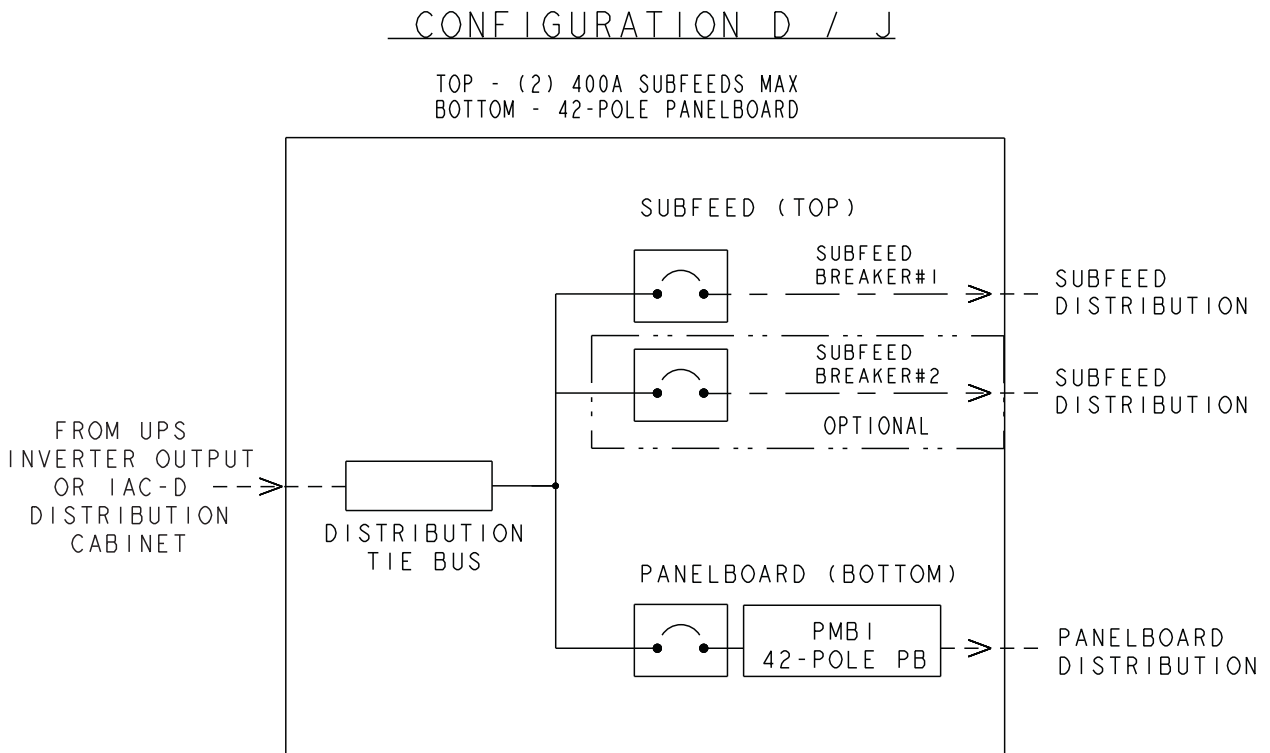 CONFIGURATION D / J
TOP - (2) 400A SUBFEEDS MAX
BOTTOM - 42-POLE PANELBOARD
SUBFEED (TOP)
SUBFEED
BREAKER#1
SUBFEED
DISTRIBUTION
SUBFEED
BREAKER#2
OPTIONAL
SUBFEED
DISTRIBUTION
FROM UPS
INVERTER OUTPUT
OR IAC-D
DISTRIBUTION
CABINET
DISTRIBUTION
TIE BUS
PANELBOARD (BOTTOM)
PMB1
42-POLE PB
PANELBOARD
DISTRIBUTION